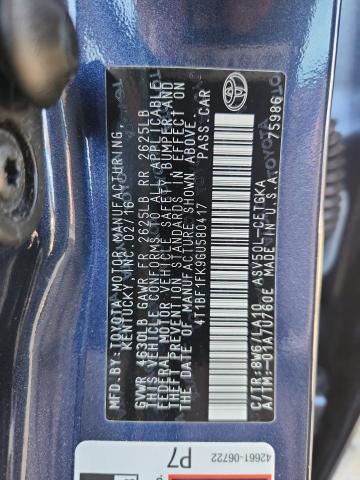 MFD.BY: TOYOTA MOTOR MANUFACTURING,
KENTUCKY, INC. 02/16
GVWR 4630LB GAWR FR 2625LB RR 2625LB
THIS VEHICLE CONFORMS TO ALL APPLICABLE
FEDERAL MOTOR VEHICLE SAFETY, BUMPER, AND
THEFT PREVENTION STANDARDS IN EFFECT ON
THE DATE OF MANUFACTURE SHOWN ABOVE.
4T1BF1FK9GU580417 PASS.CAR
C/TR:8W6/LA10 ASV50L-CETGKA
A/TM:-01A/U760E MADE IN U.S.A.
75986
TOYOTA
42661-06722
P7